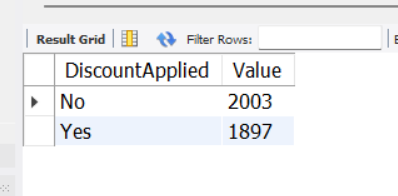 Result Grid Filter Rows:
DiscountApplied Value
No 2003
Yes 1897